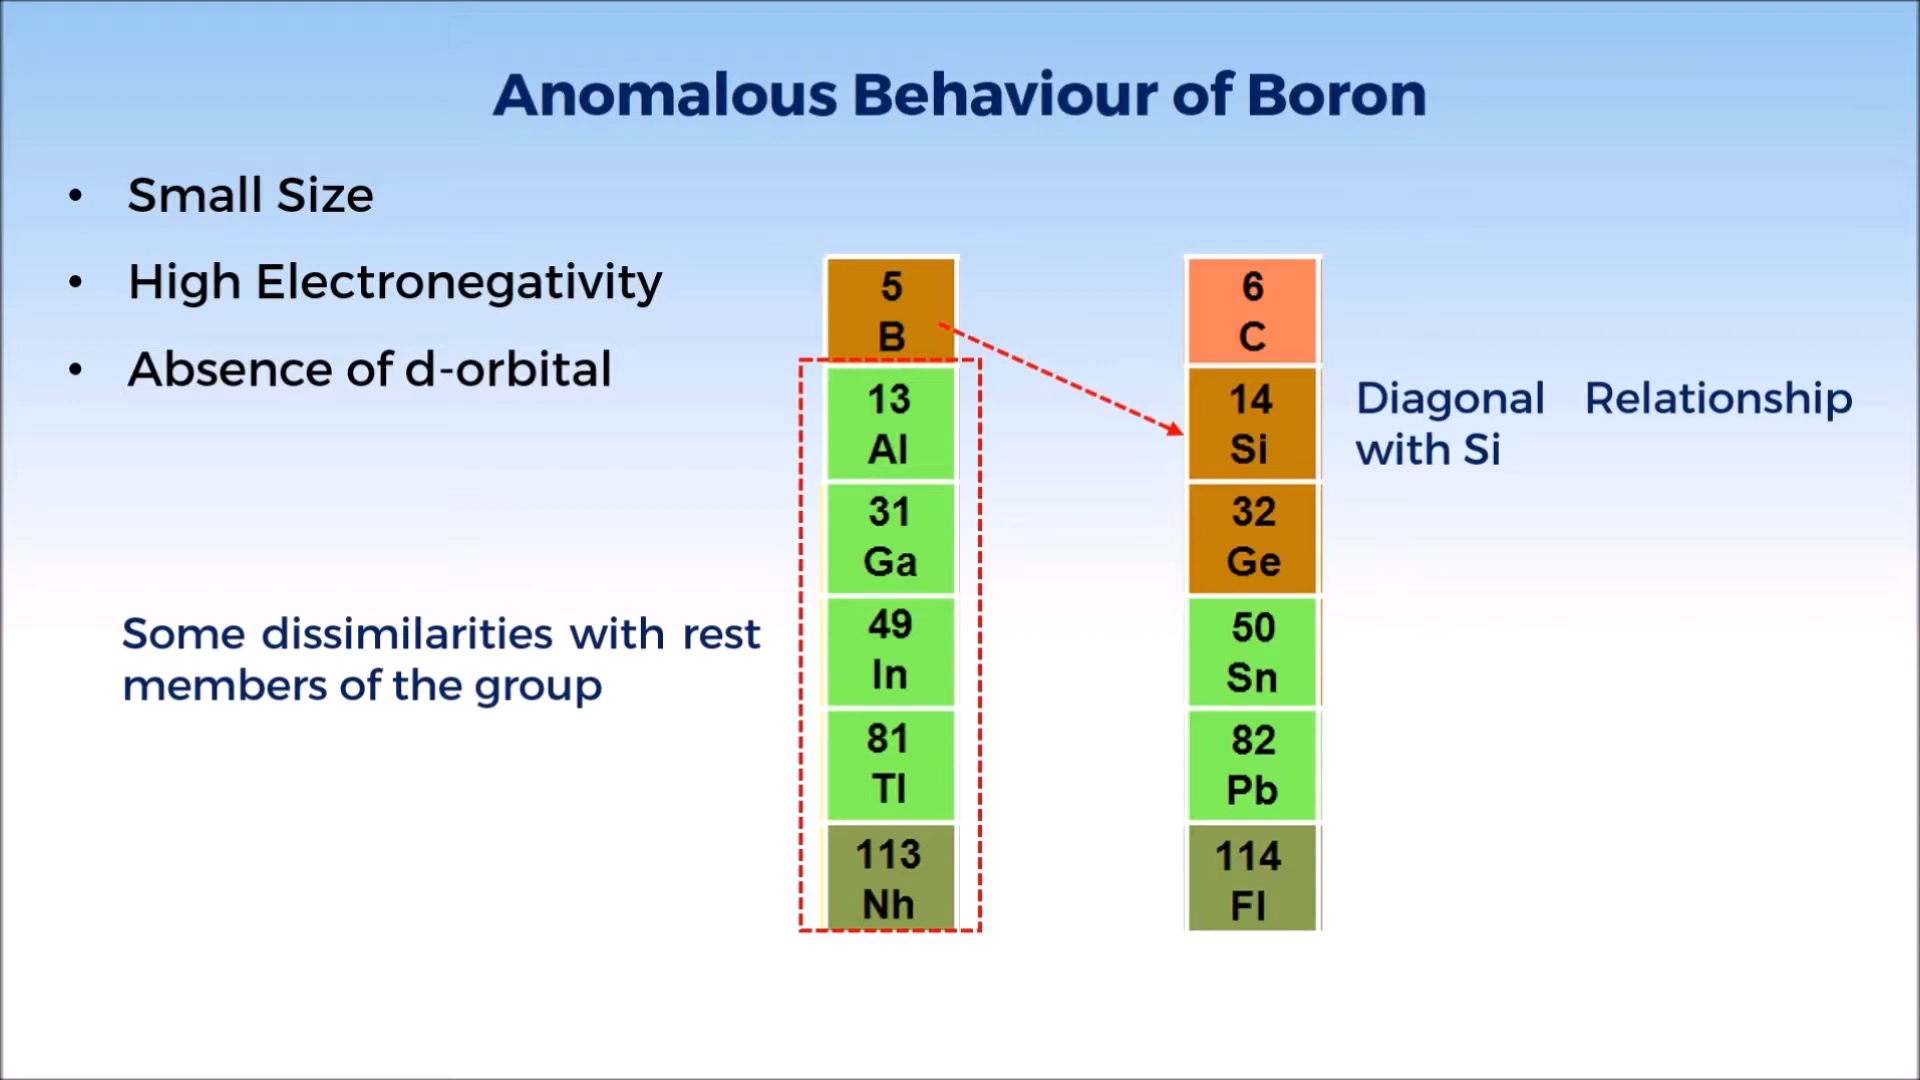 Anomalous Behaviour of Boron
• Small Size
• High Electronegativity
• Absence of d-orbital
Some dissimilarities with rest
members of the group
5
B
13
Al
31
Ga
49
In
81
Tl
113
Nh
6
C
14
Si
32
Ge
50
Sn
82
Pb
114
Fl
Diagonal Relationship
with Si